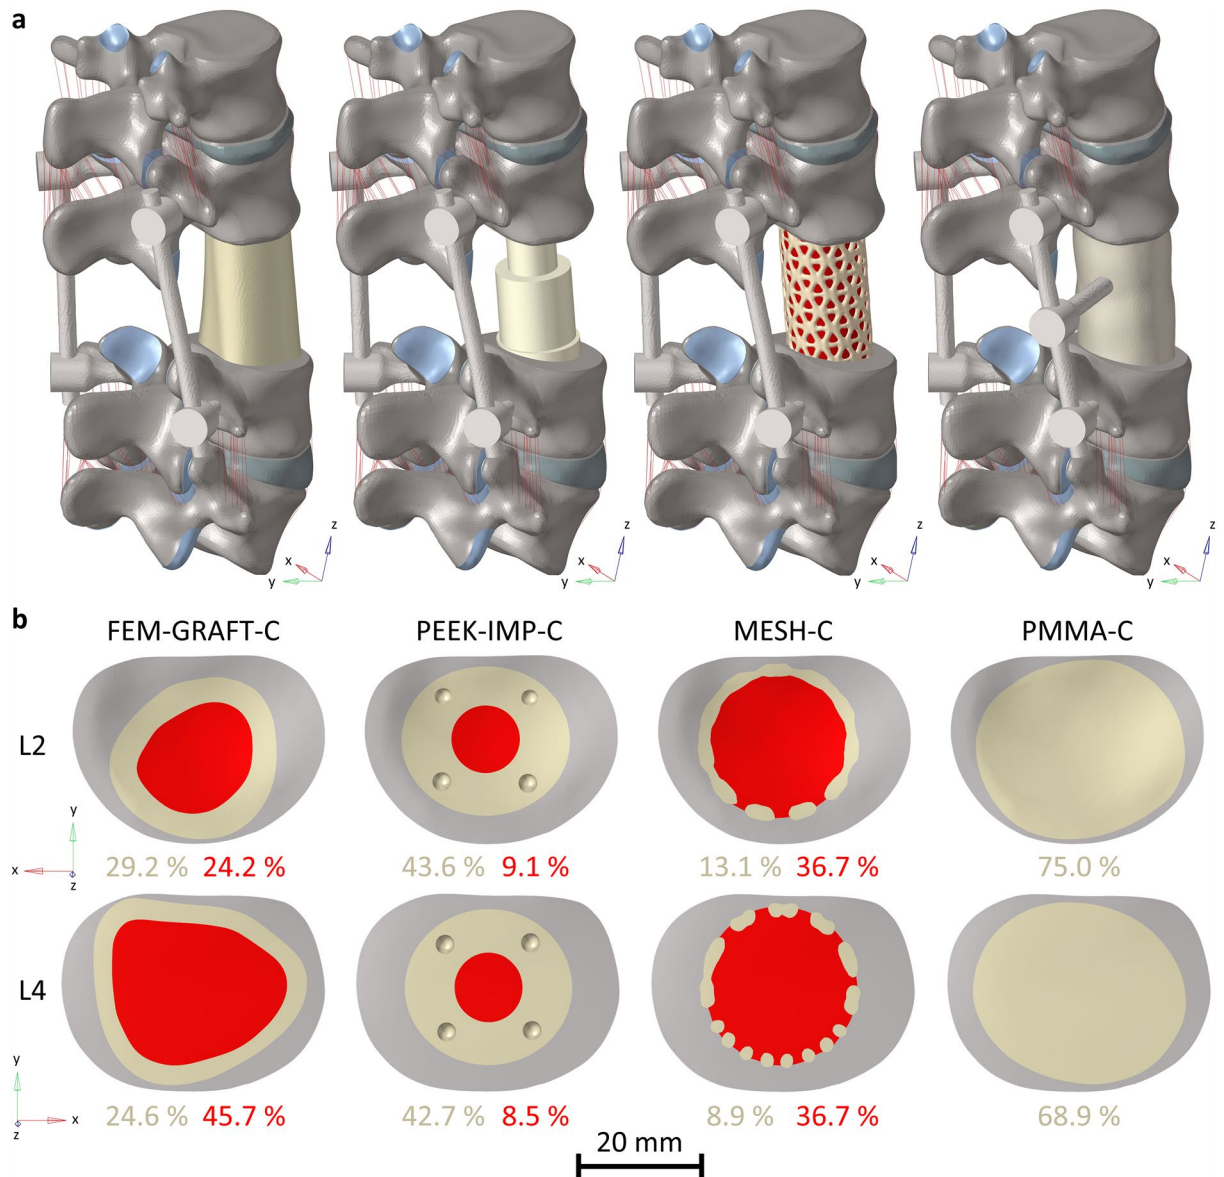 a
z z z z
x x x x
y y y y
b
FEM-GRAFT-C PEEK-IMP-C MESH-C PMMA-C
L2
y
x
z
29.2 % 24.2 % 43.6 % 9.1 % 13.1 % 36.7 % 75.0 %
L4
y
x
z
24.6 % 45.7 % 42.7 % 8.5 % 8.9 % 36.7 % 68.9 %
20 mm